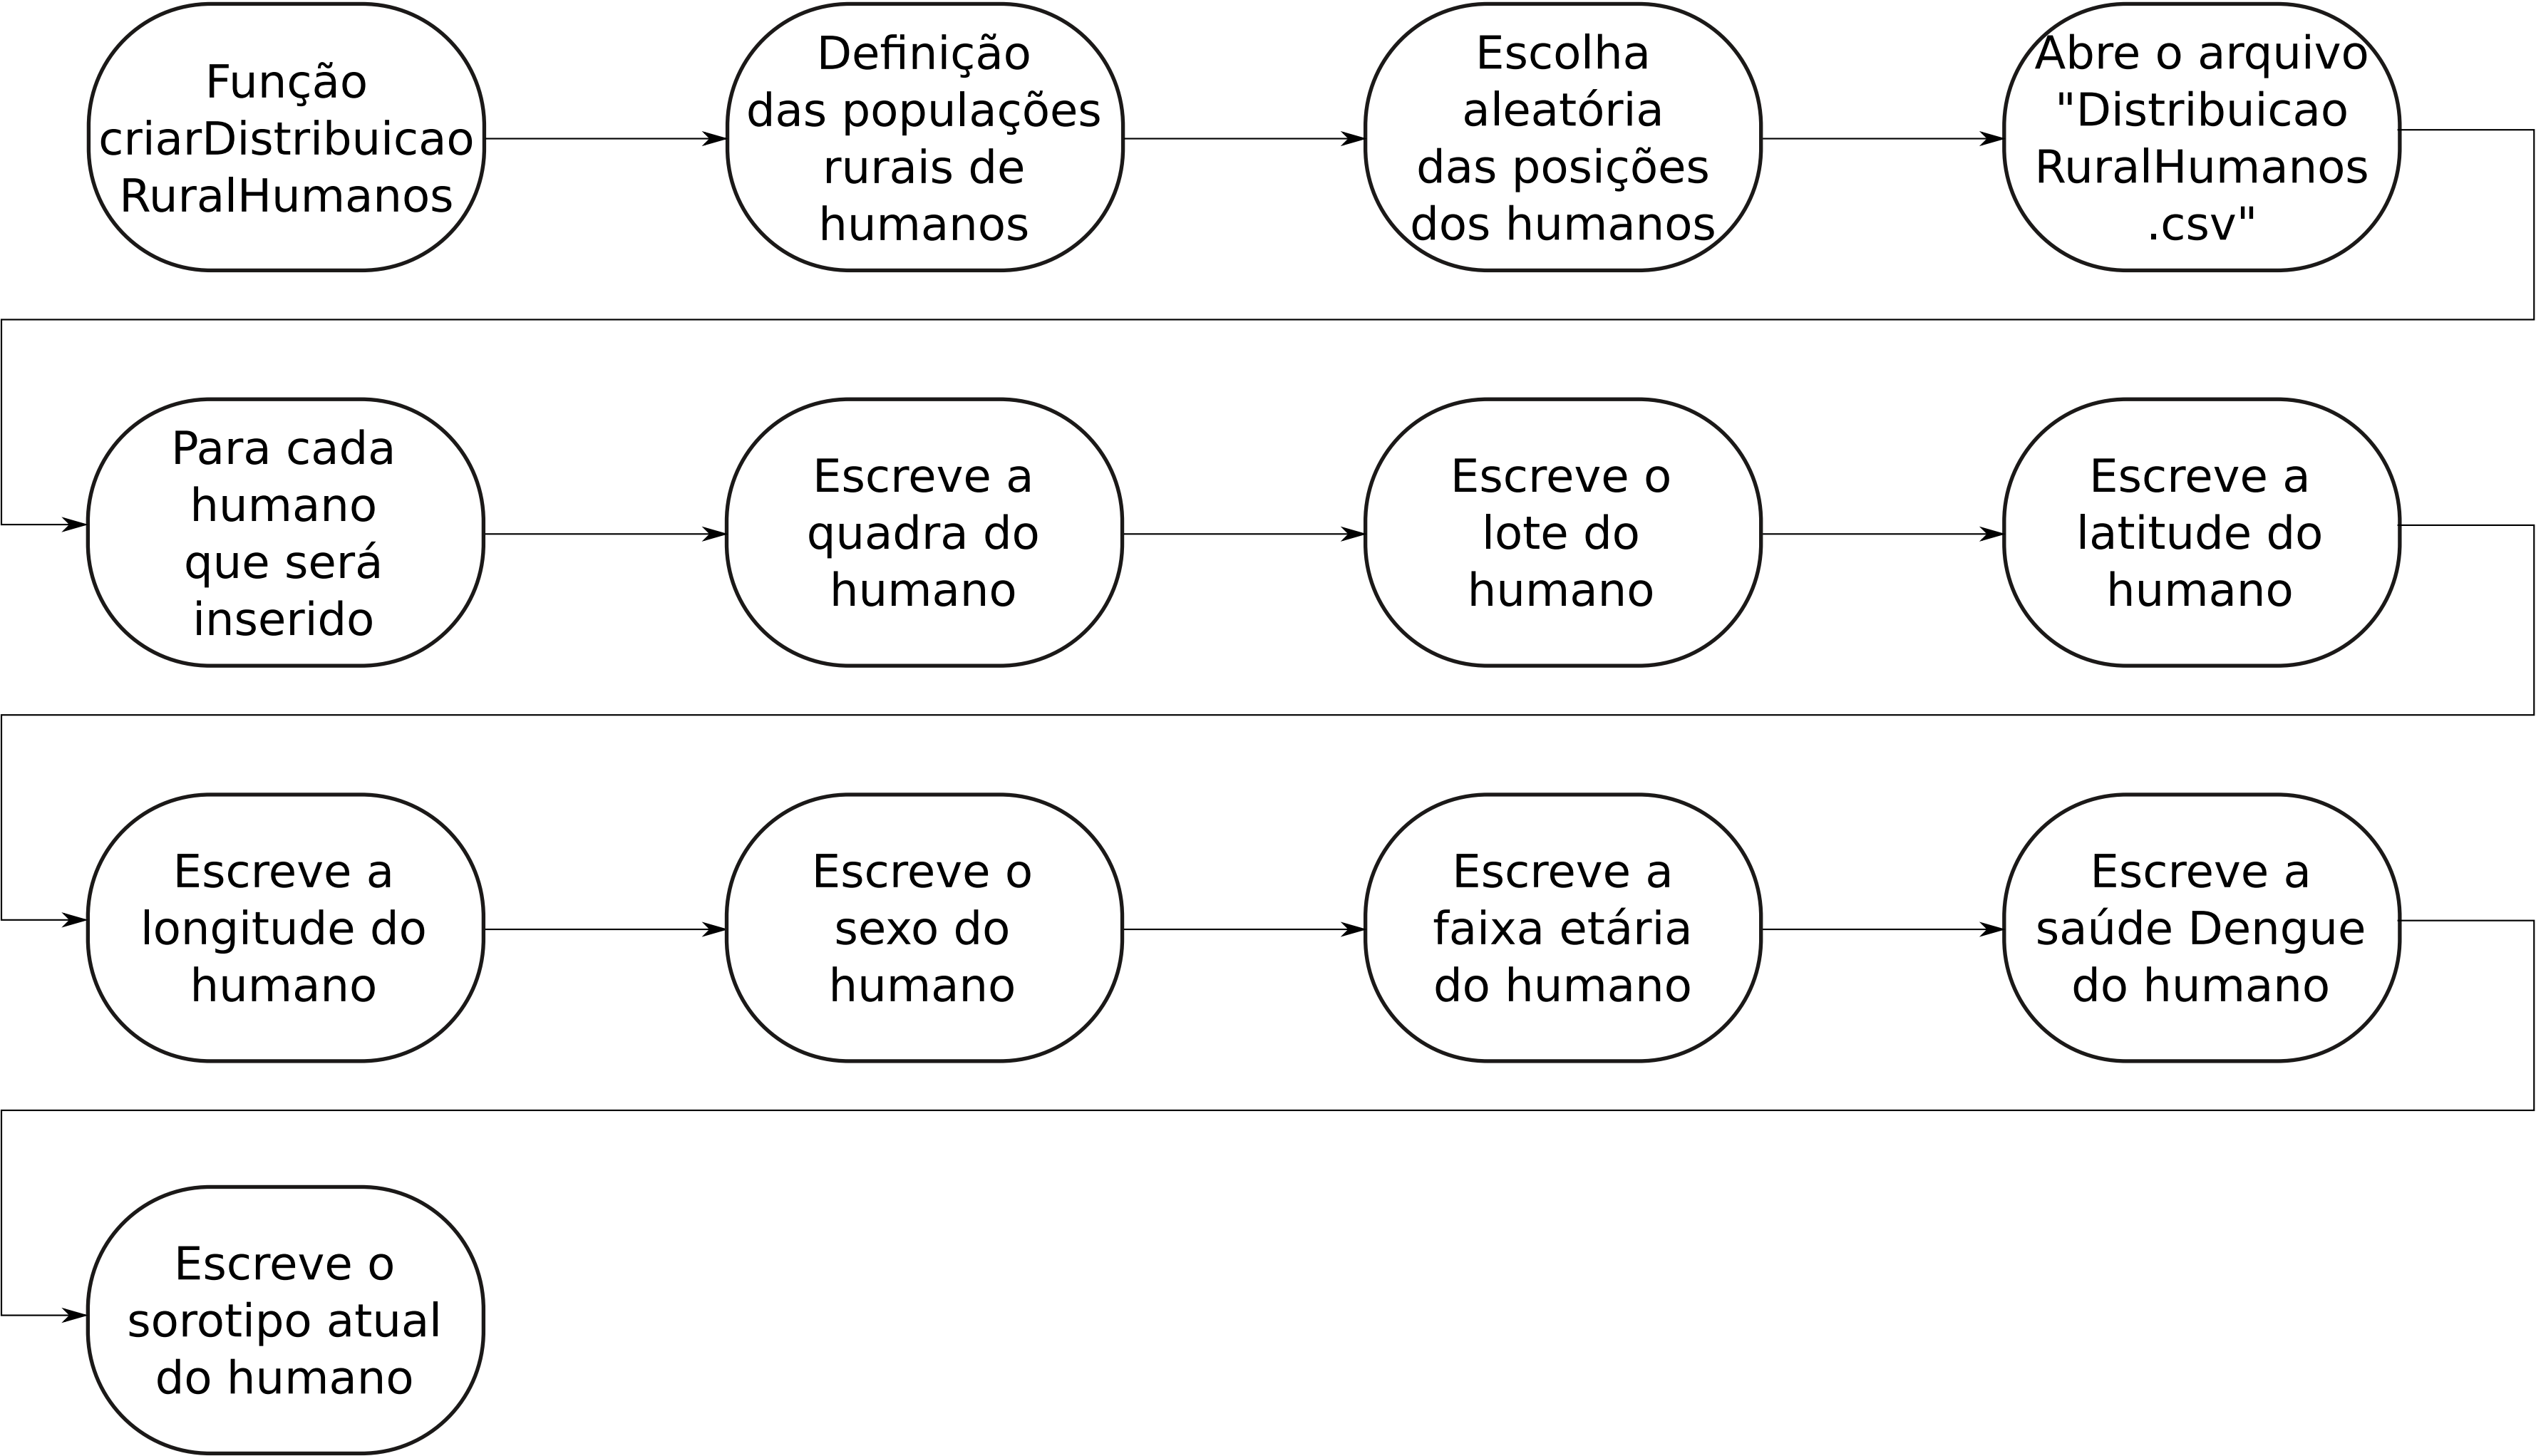 Função
criarDistribuicao
RuralHumanos
Definição
das populações
rurais de
humanos
Escolha
aleatória
das posições
dos humanos
Abre o arquivo
"Distribuicao
RuralHumanos
.csv"
Para cada
humano
que será
inserido
Escreve a
quadra do
humano
Escreve o
lote do
humano
Escreve a
latitude do
humano
Escreve a
longitude do
humano
Escreve o
sexo do
humano
Escreve a
faixa etária
do humano
Escreve a
saúde Dengue
do humano
Escreve o
sorotipo atual
do humano